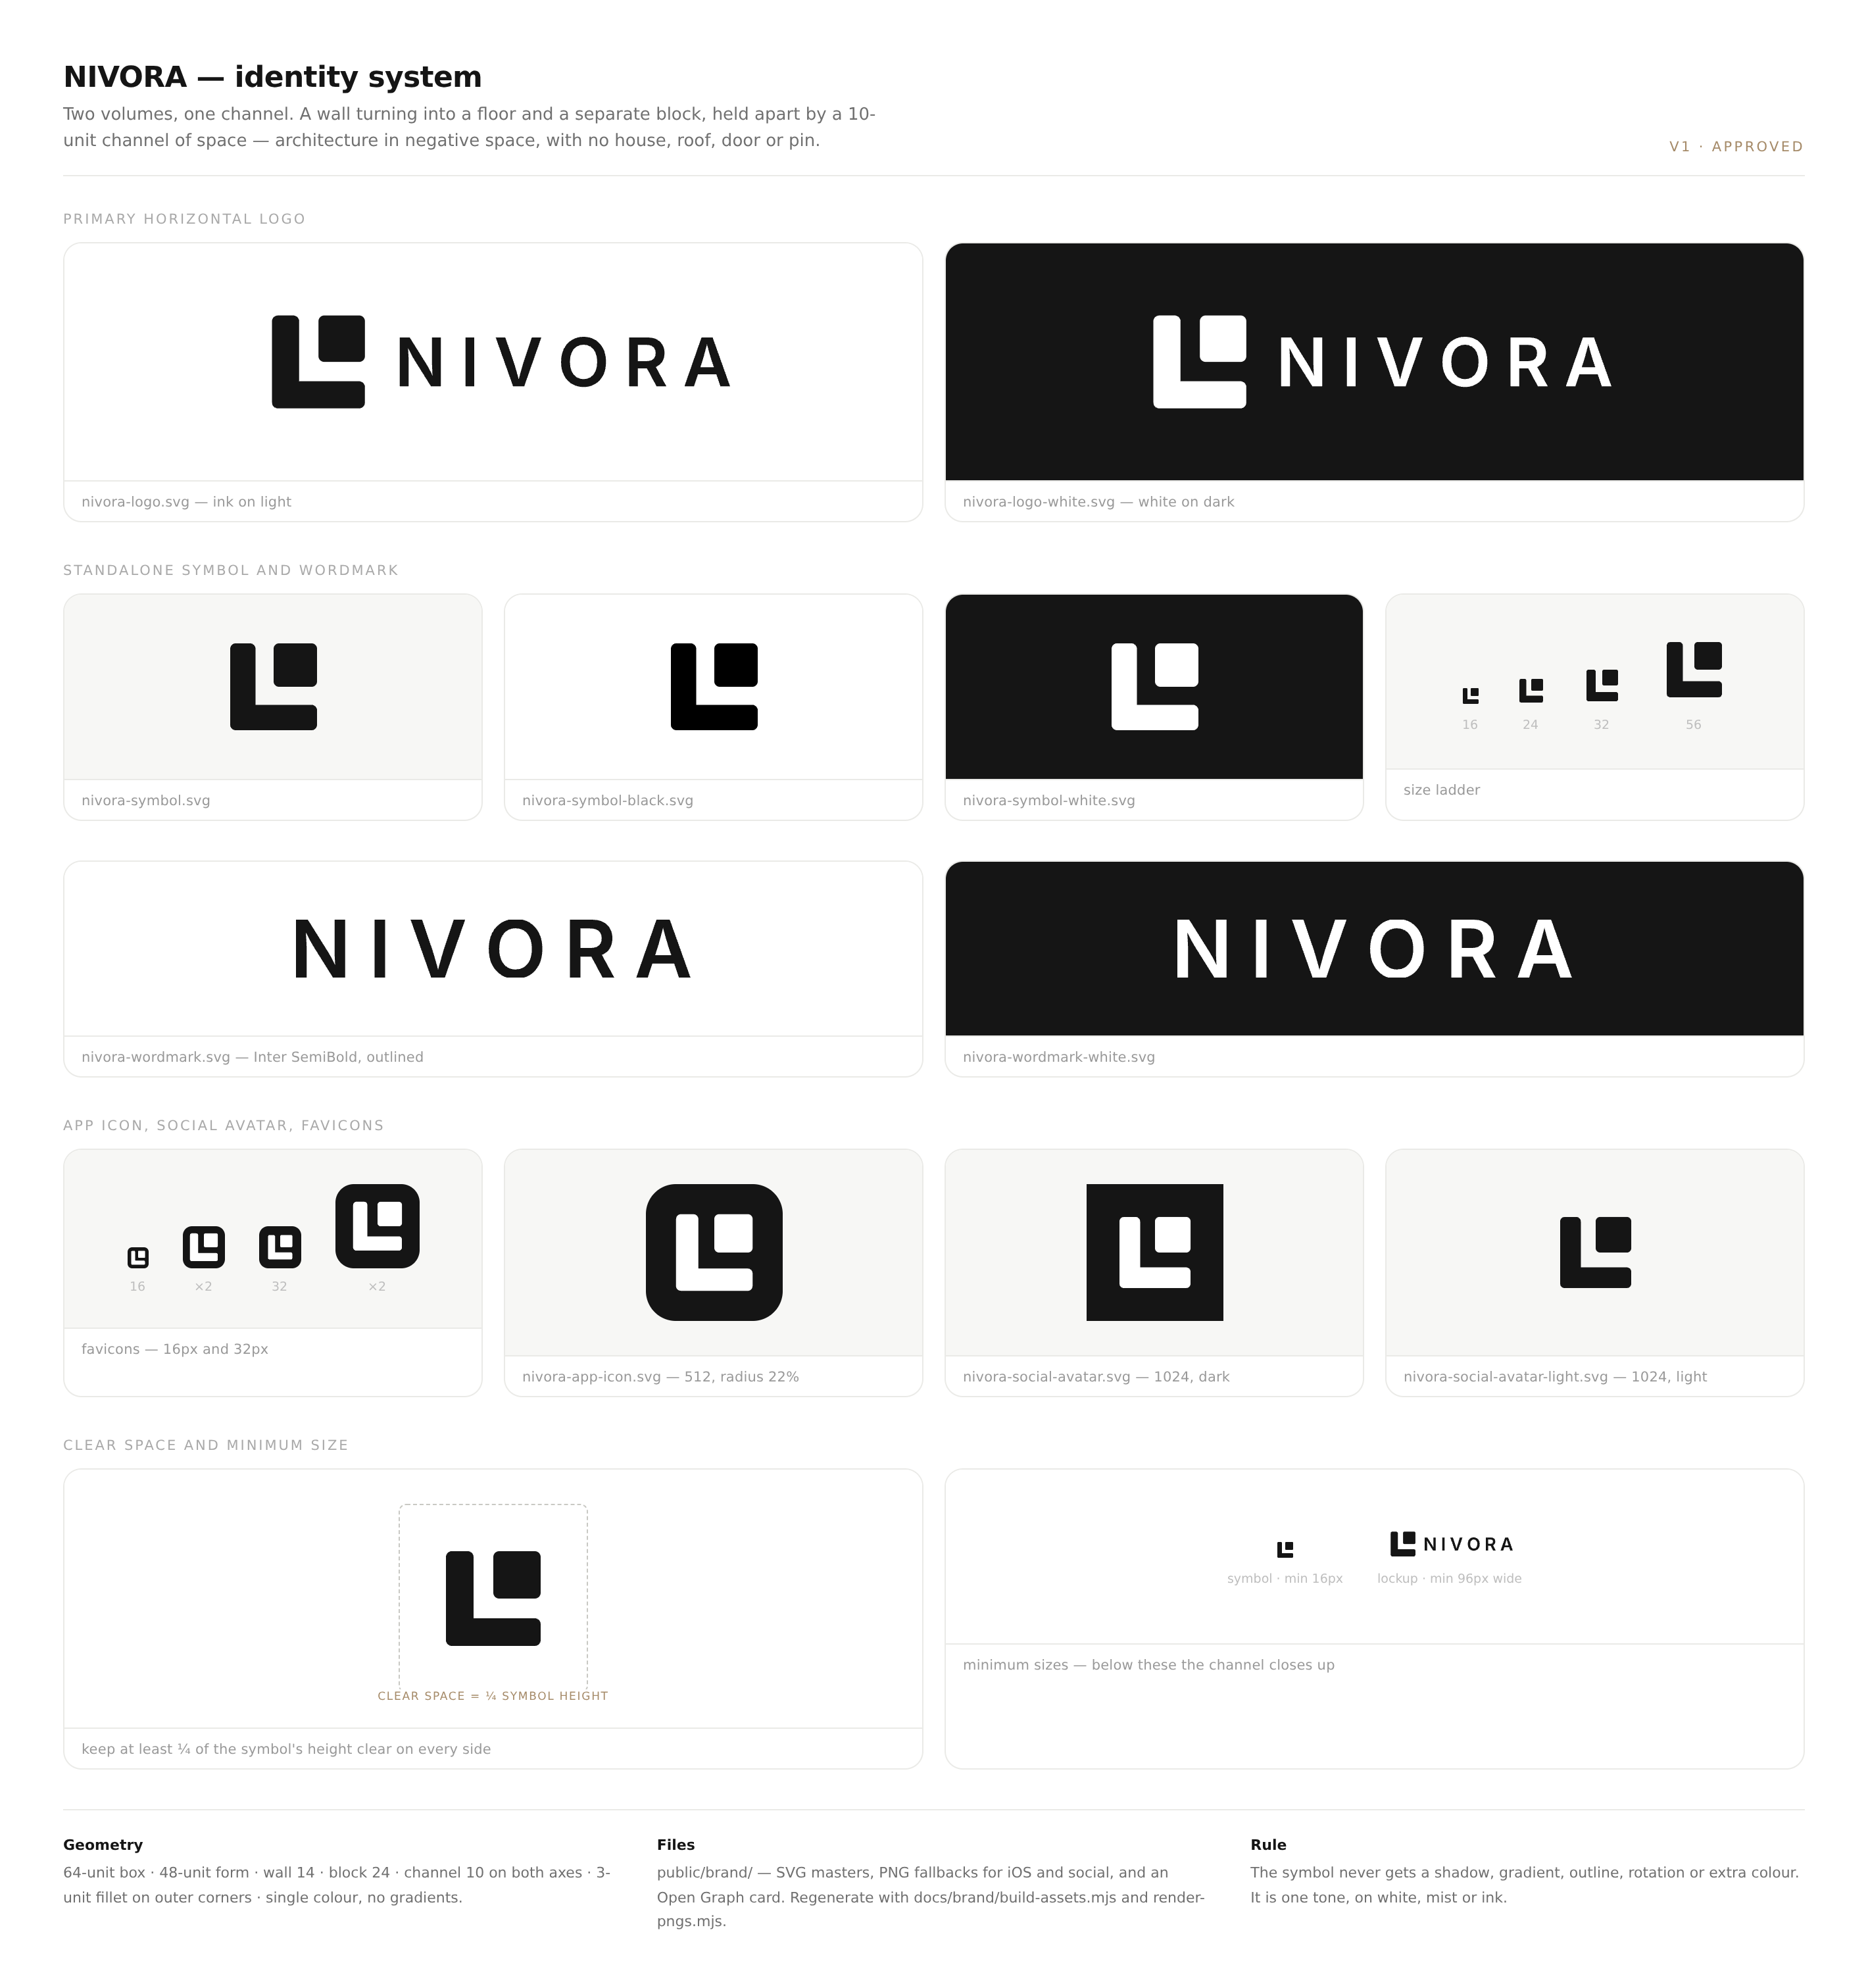 NIVORA — identity system
Two volumes, one channel. A wall turning into a floor and a separate block, held apart by a 10-
unit channel of space — architecture in negative space, with no house, roof, door or pin.
V1 · APPROVED
PRIMARY HORIZONTAL LOGO
NIVORA
NIVORA
nivora-logo.svg — ink on light
nivora-logo-white.svg — white on dark
STANDALONE SYMBOL AND WORDMARK
16
24
32
56
nivora-symbol.svg
nivora-symbol-black.svg
nivora-symbol-white.svg
size ladder
NIVORA
NIVORA
nivora-wordmark.svg — Inter SemiBold, outlined
nivora-wordmark-white.svg
APP ICON, SOCIAL AVATAR, FAVICONS
16
×2
32
×2
favicons — 16px and 32px
nivora-app-icon.svg — 512, radius 22%
nivora-social-avatar.svg — 1024, dark
nivora-social-avatar-light.svg — 1024, light
CLEAR SPACE AND MINIMUM SIZE
CLEAR SPACE = ¼ SYMBOL HEIGHT
keep at least ¼ of the symbol's height clear on every side
NIVORA
symbol · min 16px
lockup · min 96px wide
minimum sizes — below these the channel closes up
Geometry
64-unit box · 48-unit form · wall 14 · block 24 · channel 10 on both axes · 3-
unit fillet on outer corners · single colour, no gradients.
Files
public/brand/ — SVG masters, PNG fallbacks for iOS and social, and an
Open Graph card. Regenerate with docs/brand/build-assets.mjs and render-
pngs.mjs.
Rule
The symbol never gets a shadow, gradient, outline, rotation or extra colour.
It is one tone, on white, mist or ink.